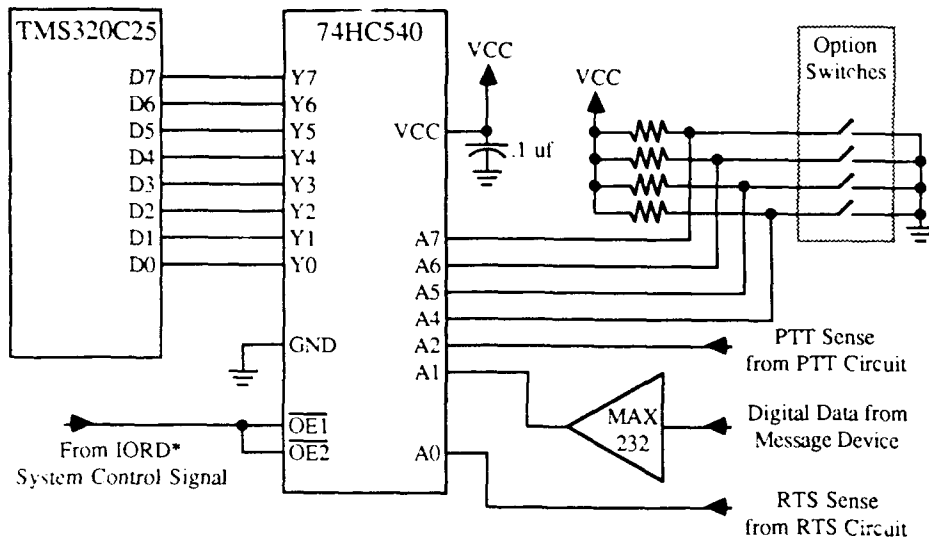 TMS320C25
74HC540
Option
Switches
VCC
VCC
D7
D6
D5
D4
D3
D2
D1
D0
Y7
Y6
Y5
Y4
Y3
Y2
Y1
Y0
VCC
.1 uf
A7
A6
A5
A4
A2
A1
A0
GND
OE1
OE2
PTT Sense
from PTT Circuit
MAX
232
Digital Data from
Message Device
From IORD*
System Control Signal
RTS Sense
from RTS Circuit